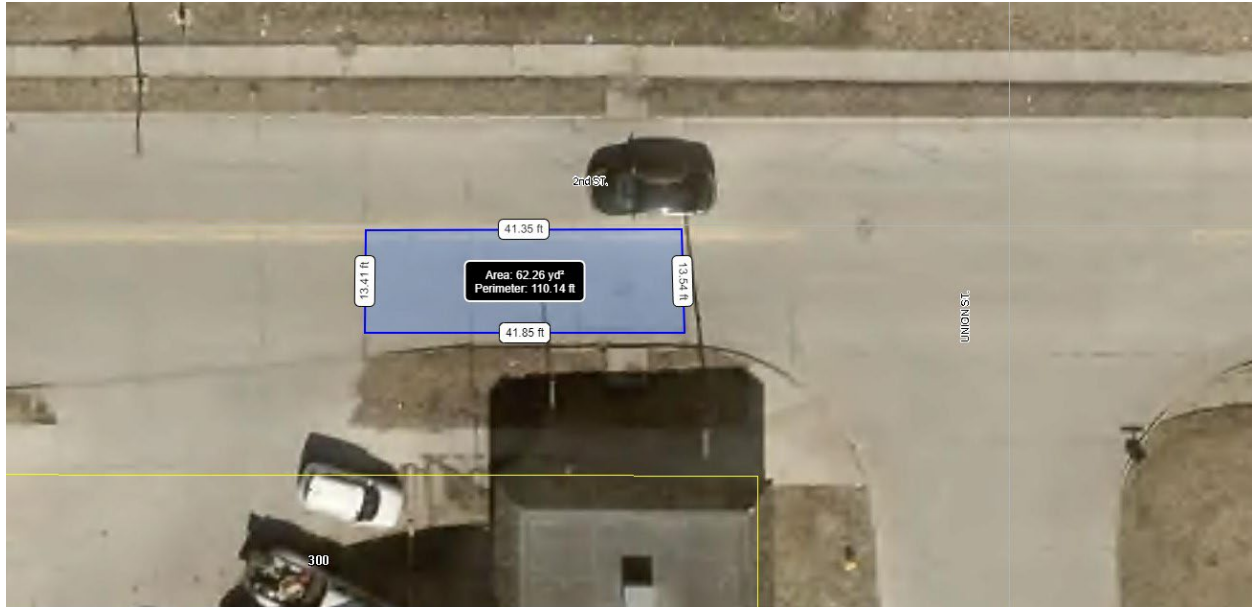 2nd ST.
41.35 ft
13.41 ft
Area: 62.26 yd²
Perimeter: 110.14 ft
13.54 ft
41.85 ft
UNION ST.
300